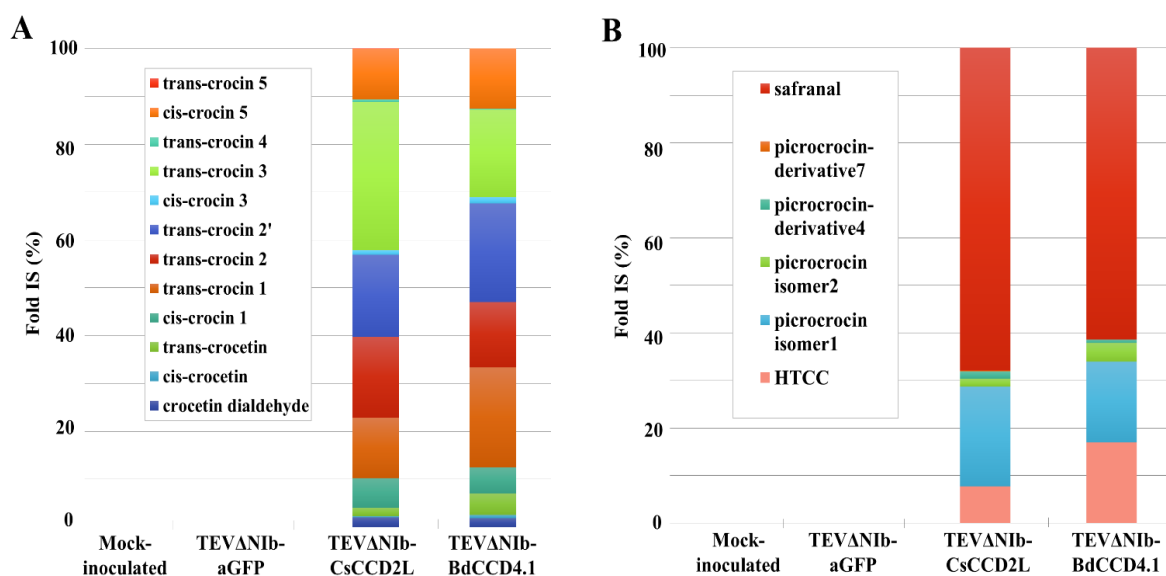 A
Fold IS (%)
100
80
60
40
20
0
trans-crocin 5
cis-crocin 5
trans-crocin 4
trans-crocin 3
cis-crocin 3
trans-crocin 2'
trans-crocin 2
trans-crocin 1
cis-crocin 1
trans-crocetin
cis-crocetin
crocetin dialdehyde
Mock-
inoculated
TEVΔNIb-
aGFP
TEVΔNIb-
CsCCD2L
TEVΔNIb-
BdCCD4.1
B
Fold IS (%)
100
80
60
40
20
0
safranal
picrocrocin-
derivative7
picrocrocin-
derivative4
picrocrocin
isomer2
picrocrocin
isomer1
HTCC
Mock-
inoculated
TEVΔNIb-
aGFP
TEVΔNIb-
CsCCD2L
TEVΔNIb-
BdCCD4.1